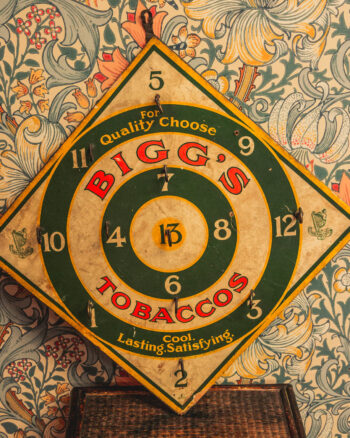 5
For
Quality Choose
11 9
BIGG'S
7
10 4 13 8 12
6
TOBACCOS
1 3
Cool.
Lasting. Satisfying.
2